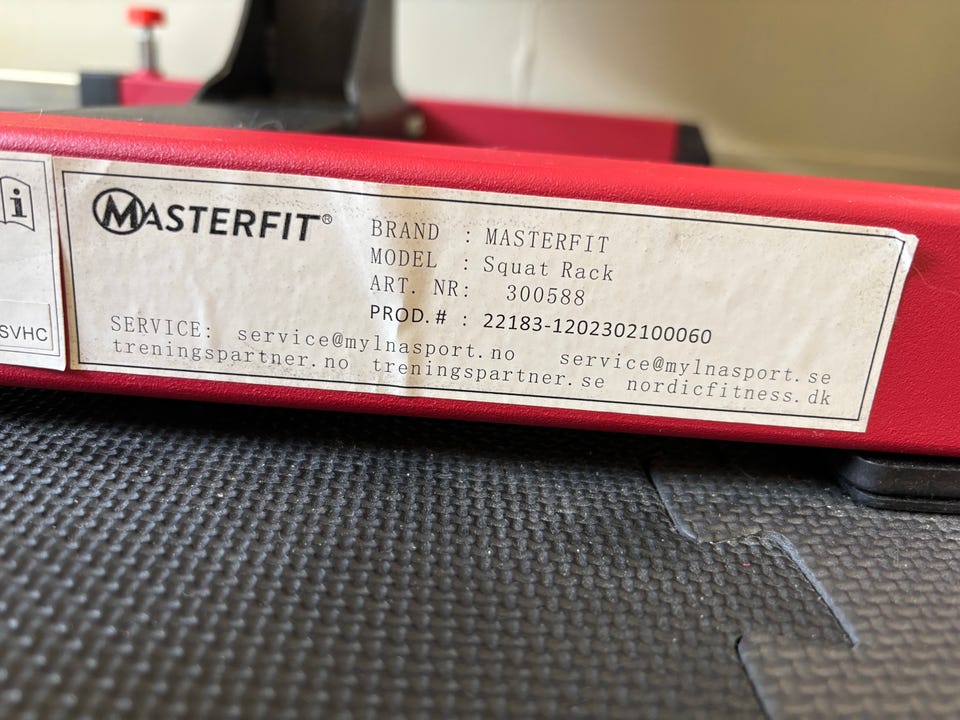 SVHC
MASTERFIT®
BRAND : MASTERFIT
MODEL : Squat Rack
ART. NR: 300588
PROD. # : 22183-1202302100060
SERVICE: service@mylnasport.no service@mylnasport.se
treningspartner.no treningspartner.se nordicfitness.dk